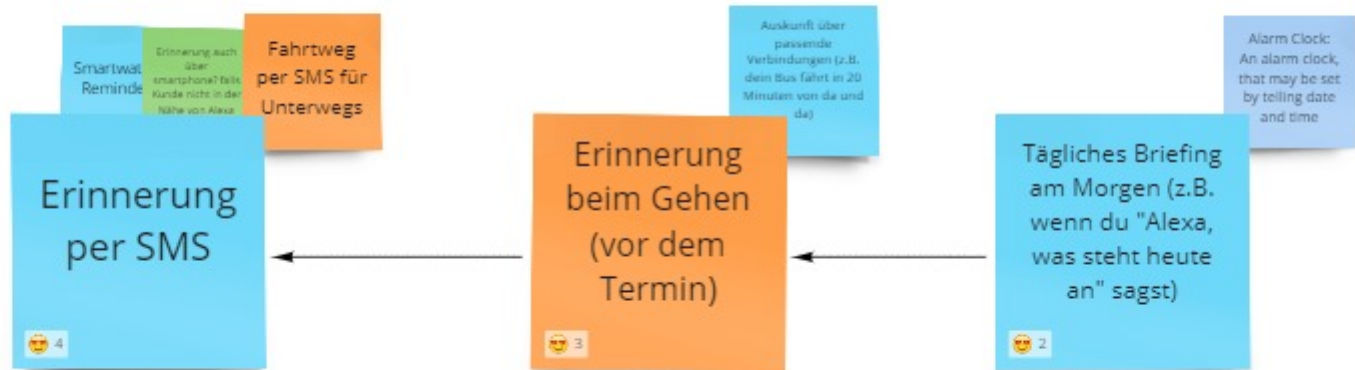 Smartwat
Reminde
Erinnerung auch
über
smartphone? falls
Kunde nicht in der
Nähe von Alexa
Fahrtweg
per SMS für
Unterwegs
Erinnerung
per SMS
4
Auskunft über
passende
Verbindungen (z.B.
dein Bus fährt in 20
Minuten von da und
da)
Erinnerung
beim Gehen
(vor dem
Termin)
3
Alarm Clock:
An alarm clock,
that may be set
by telling date
and time
Tägliches Briefing
am Morgen (z.B.
wenn du "Alexa,
was steht heute
an" sagst)
2